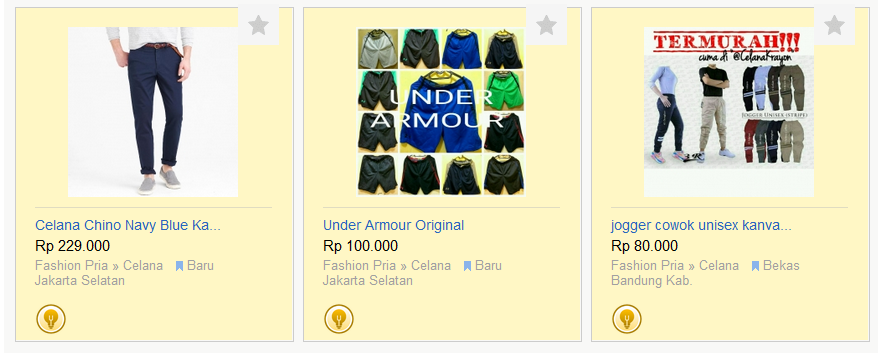 Celana Chino Navy Blue Ka...
Rp 229.000
Fashion Pria » Celana Baru
Jakarta Selatan
UNDER
ARMOUR
Under Armour Original
Rp 100.000
Fashion Pria » Celana Baru
Jakarta Selatan
TERMURAH!!!
cuma di @CelanaKrayon
JOGGER UNISEX (STRIPE)
jogger cowok unisex kanva...
Rp 80.000
Fashion Pria » Celana Bekas
Bandung Kab.